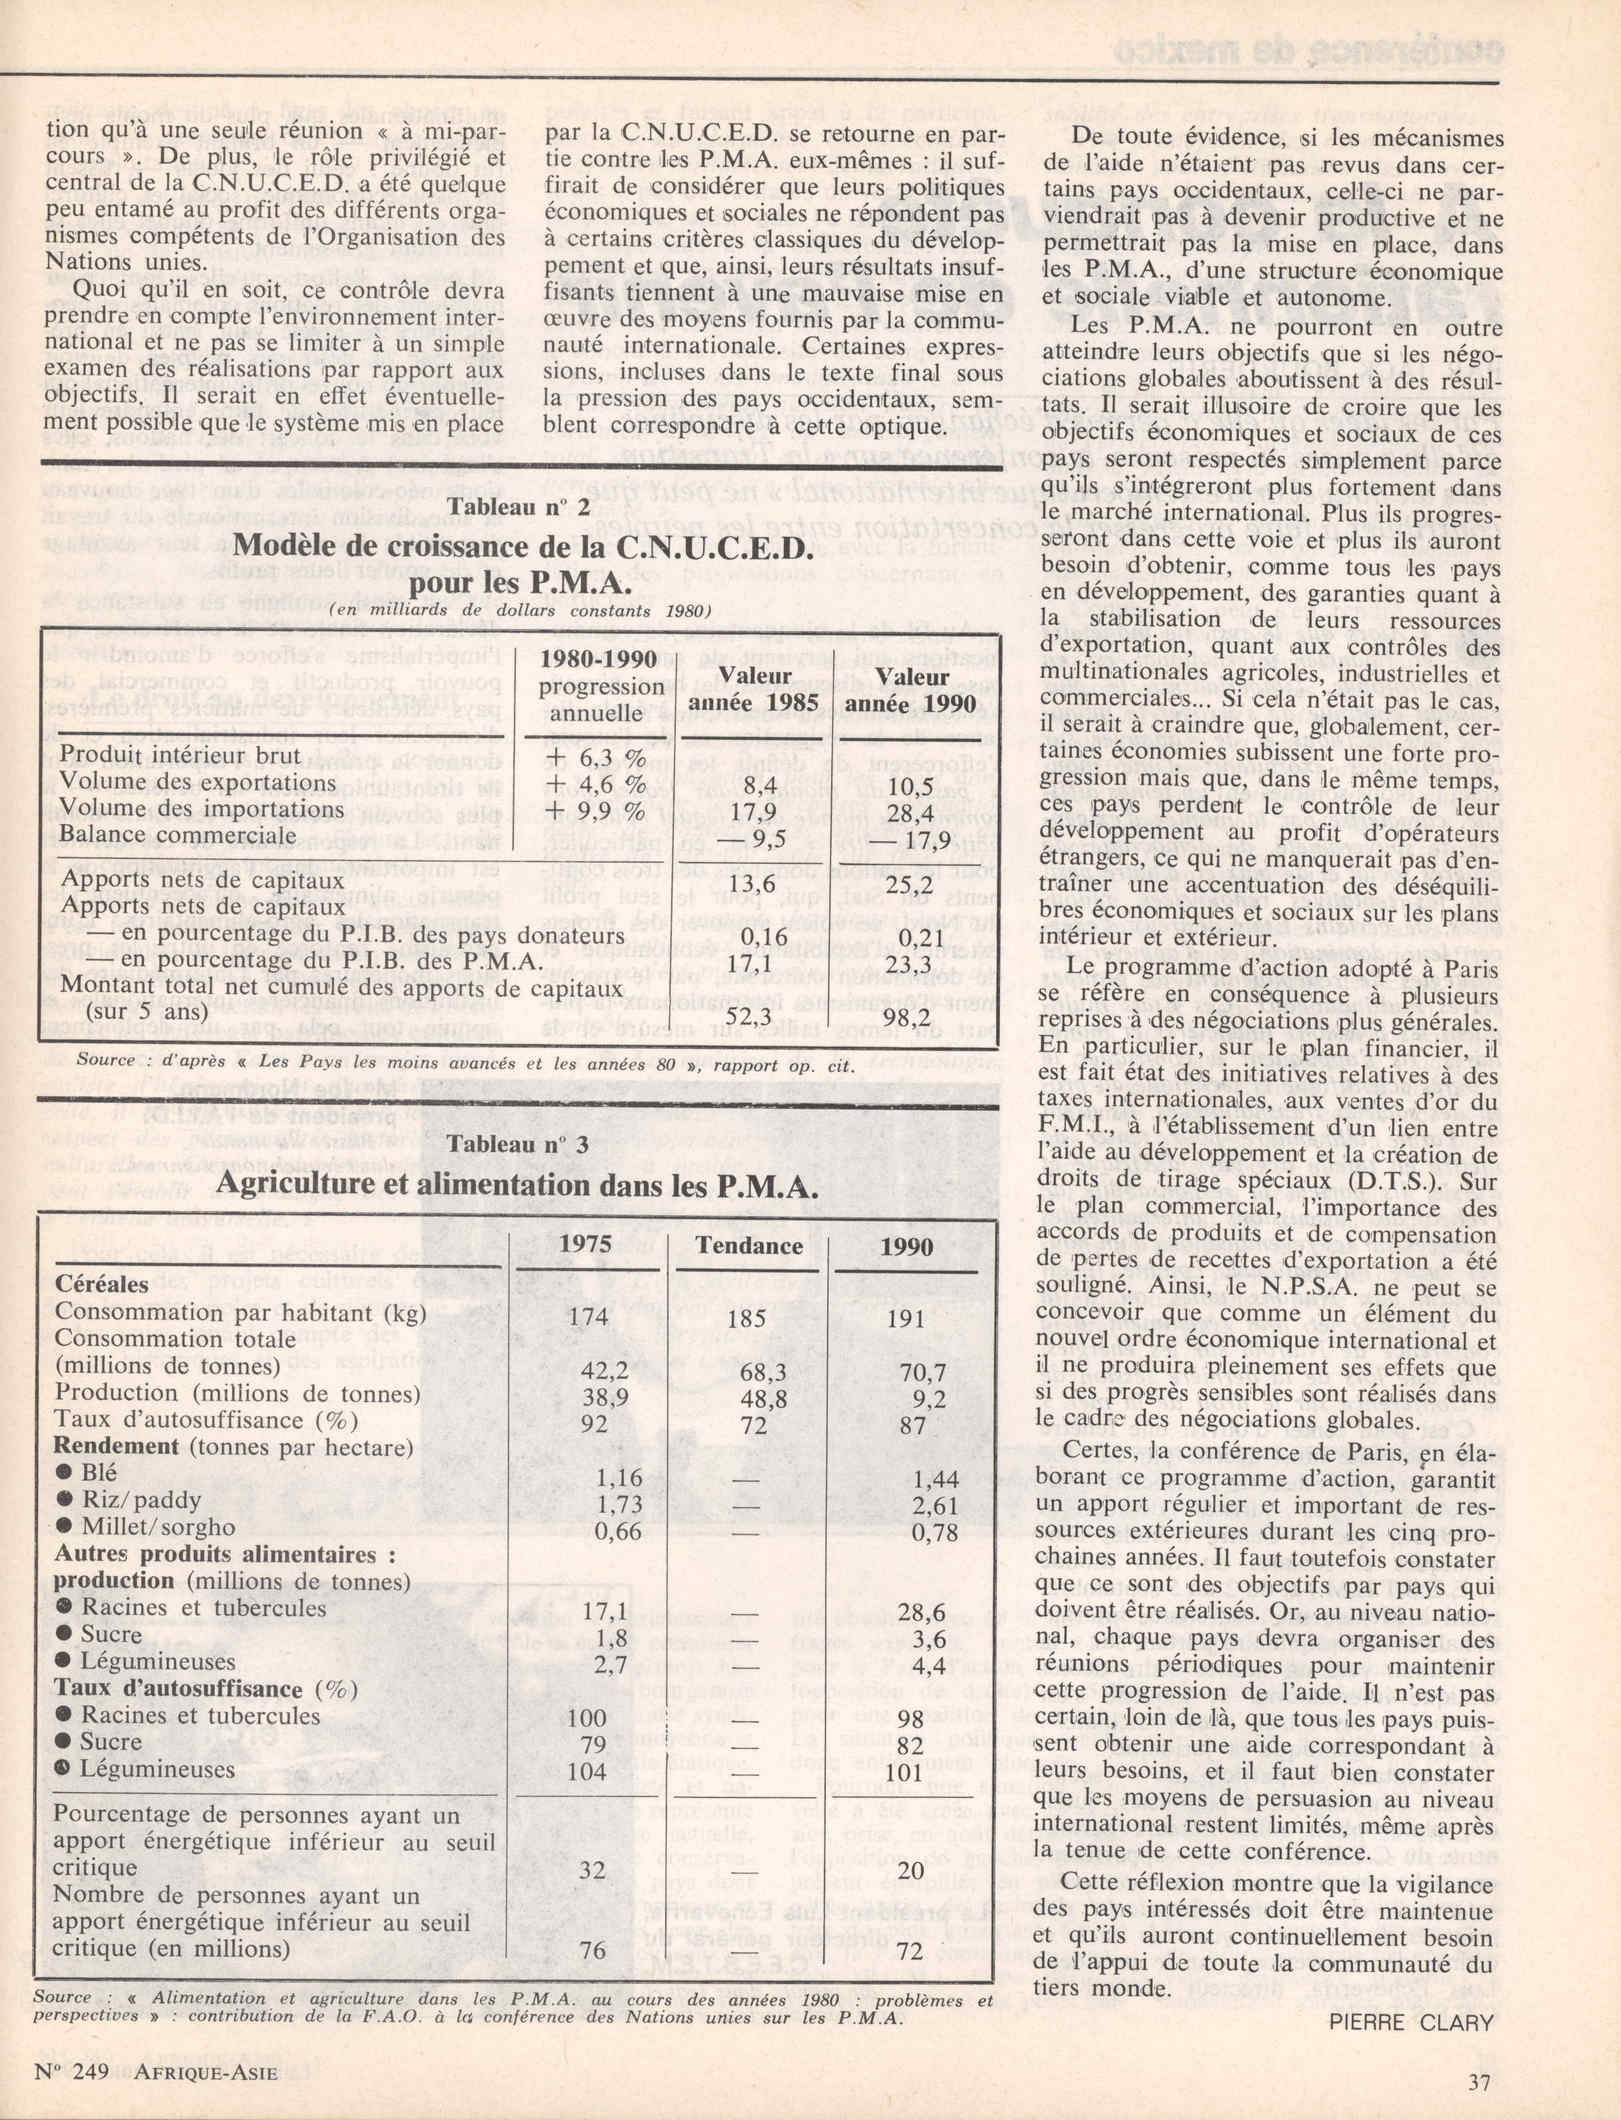 tion qu'à une seule réunion « à mi-par-
cours ». De plus, le rôle privilégié et
central de la C.N.U.C.E.D. a été quelque
peu entamé au profit des différents orga-
nismes compétents de l'Organisation des
Nations unies.
Quoi qu'il en soit, ce contrôle devra
prendre en compte l'environnement inter-
national et ne pas se limiter à un simple
examen des réalisations par rapport aux
objectifs. Il serait en effet éventuelle-
ment possible que le système mis en place
par la C.N.U.C.E.D. se retourne en par-
tie contre les P.M.A. eux-mêmes : il suf-
firait de considérer que leurs politiques
économiques et sociales ne répondent pas
à certains critères classiques du dévelop-
pement et que, ainsi, leurs résultats insuf-
fisants tiennent à une mauvaise mise en
œuvre des moyens fournis par la commu-
nauté internationale. Certaines expres-
sions, incluses dans le texte final sous
la pression des pays occidentaux, sem-
blent correspondre à cette optique.
Tableau n° 2
Modèle de croissance de la C.N.U.C.E.D.
pour les P.M.A.
(en milliards de dollars constants 1980)
1980-1990 progression annuelle Valeur année 1985 Valeur année 1990
Produit intérieur brut + 6,3 %
Volume des exportations + 4,6 % 8,4 10,5
Volume des importations + 9,9 % 17,9 28,4
Balance commerciale — 9,5 — 17,9
Apports nets de capitaux 13,6 25,2
Apports nets de capitaux
— en pourcentage du P.I.B. des pays donateurs 0,16 0,21
— en pourcentage du P.I.B. des P.M.A. 17,1 23,3
Montant total net cumulé des apports de capitaux
(sur 5 ans) 52,3 98,2
Source : d'après « Les Pays les moins avancés et les années 80 », rapport op. cit.
Tableau n° 3
Agriculture et alimentation dans les P.M.A.
1975 Tendance 1990
Céréales
Consommation par habitant (kg) 174 185 191
Consommation totale
(millions de tonnes) 42,2 68,3 70,7
Production (millions de tonnes) 38,9 48,8 9,2
Taux d'autosuffisance (%) 92 72 87
Rendement (tonnes par hectare)
● Blé 1,16 — 1,44
● Riz/paddy 1,73 — 2,61
● Millet/sorgho 0,66 — 0,78
Autres produits alimentaires :
production (millions de tonnes)
● Racines et tubercules 17,1 — 28,6
● Sucre 1,8 — 3,6
● Légumineuses 2,7 — 4,4
Taux d'autosuffisance (%)
● Racines et tubercules 100 — 98
● Sucre 79 — 82
● Légumineuses 104 — 101
Pourcentage de personnes ayant un
apport énergétique inférieur au seuil
critique 32 — 20
Nombre de personnes ayant un
apport énergétique inférieur au seuil
critique (en millions) 76 — 72
Source : « Alimentation et agriculture dans les P.M.A. au cours des années 1980 : problèmes et
perspectives » : contribution de la F.A.O. à la conférence des Nations unies sur les P.M.A.
De toute évidence, si les mécanismes
de l'aide n'étaient pas revus dans cer-
tains pays occidentaux, celle-ci ne par-
viendrait pas à devenir productive et ne
permettrait pas la mise en place, dans
les P.M.A., d'une structure économique
et sociale viable et autonome.
Les P.M.A. ne pourront en outre
atteindre leurs objectifs que si les négo-
ciations globales aboutissent à des résul-
tats. Il serait illusoire de croire que les
objectifs économiques et sociaux de ces
pays seront respectés simplement parce
qu'ils s'intégreront plus fortement dans
le marché international. Plus ils progres-
seront dans cette voie et plus ils auront
besoin d'obtenir, comme tous les pays
en développement, des garanties quant à
la stabilisation de leurs ressources
d'exportation, quant aux contrôles des
multinationales agricoles, industrielles et
commerciales... Si cela n'était pas le cas,
il serait à craindre que, globalement, cer-
taines économies subissent une forte pro-
gression mais que, dans le même temps,
ces pays perdent le contrôle de leur
développement au profit d'opérateurs
étrangers, ce qui ne manquerait pas d'en-
traîner une accentuation des déséquili-
bres économiques et sociaux sur les plans
intérieur et extérieur.
Le programme d'action adopté à Paris
se réfère en conséquence à plusieurs
reprises à des négociations plus générales.
En particulier, sur le plan financier, il
est fait état des initiatives relatives à des
taxes internationales, aux ventes d'or du
F.M.I., à l'établissement d'un lien entre
l'aide au développement et la création de
droits de tirage spéciaux (D.T.S.). Sur
le plan commercial, l'importance des
accords de produits et de compensation
de pertes de recettes d'exportation a été
souligné. Ainsi, le N.P.S.A. ne peut se
concevoir que comme un élément du
nouvel ordre économique international et
il ne produira pleinement ses effets que
si des progrès sensibles sont réalisés dans
le cadre des négociations globales.
Certes, la conférence de Paris, en éla-
borant ce programme d'action, garantit
un apport régulier et important de res-
sources extérieures durant les cinq pro-
chaines années. Il faut toutefois constater
que ce sont des objectifs par pays qui
doivent être réalisés. Or, au niveau natio-
nal, chaque pays devra organiser des
réunions périodiques pour maintenir
cette progression de l'aide. Il n'est pas
certain, loin de là, que tous les pays puis-
sent obtenir une aide correspondant à
leurs besoins, et il faut bien constater
que les moyens de persuasion au niveau
international restent limités, même après
la tenue de cette conférence.
Cette réflexion montre que la vigilance
des pays intéressés doit être maintenue
et qu'ils auront continuellement besoin
de l'appui de toute la communauté du
tiers monde.
PIERRE CLARY
N° 249 AFRIQUE-ASIE
37